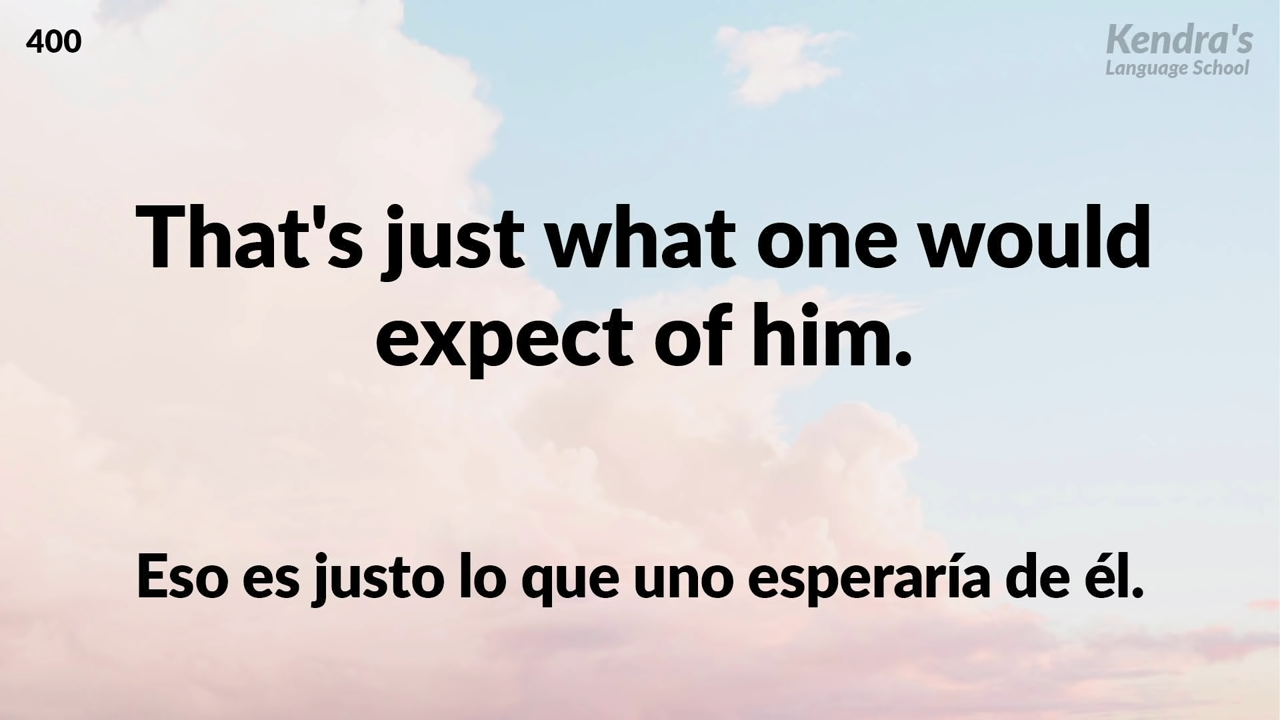 400
Kendra's
Language School
That's just what one would
expect of him.
Eso es justo lo que uno esperaría de él.